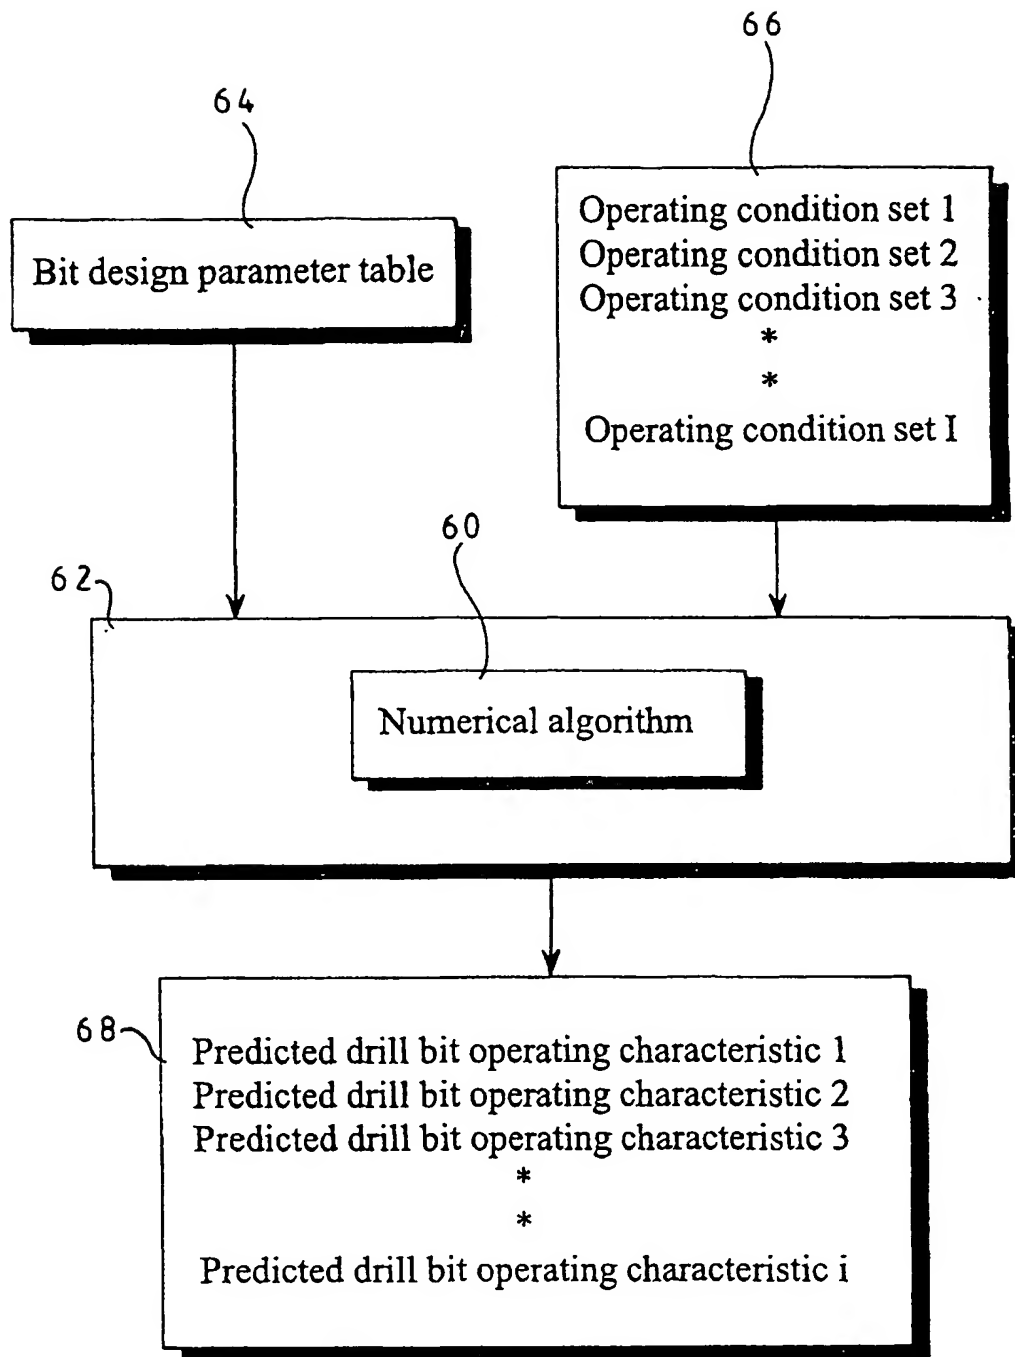 66
64
Operating condition set 1
Operating condition set 2
Operating condition set 3
*
*
Operating condition set I
Bit design parameter table
60
62
Numerical algorithm
68
Predicted drill bit operating characteristic 1
Predicted drill bit operating characteristic 2
Predicted drill bit operating characteristic 3
*
*
Predicted drill bit operating characteristic i